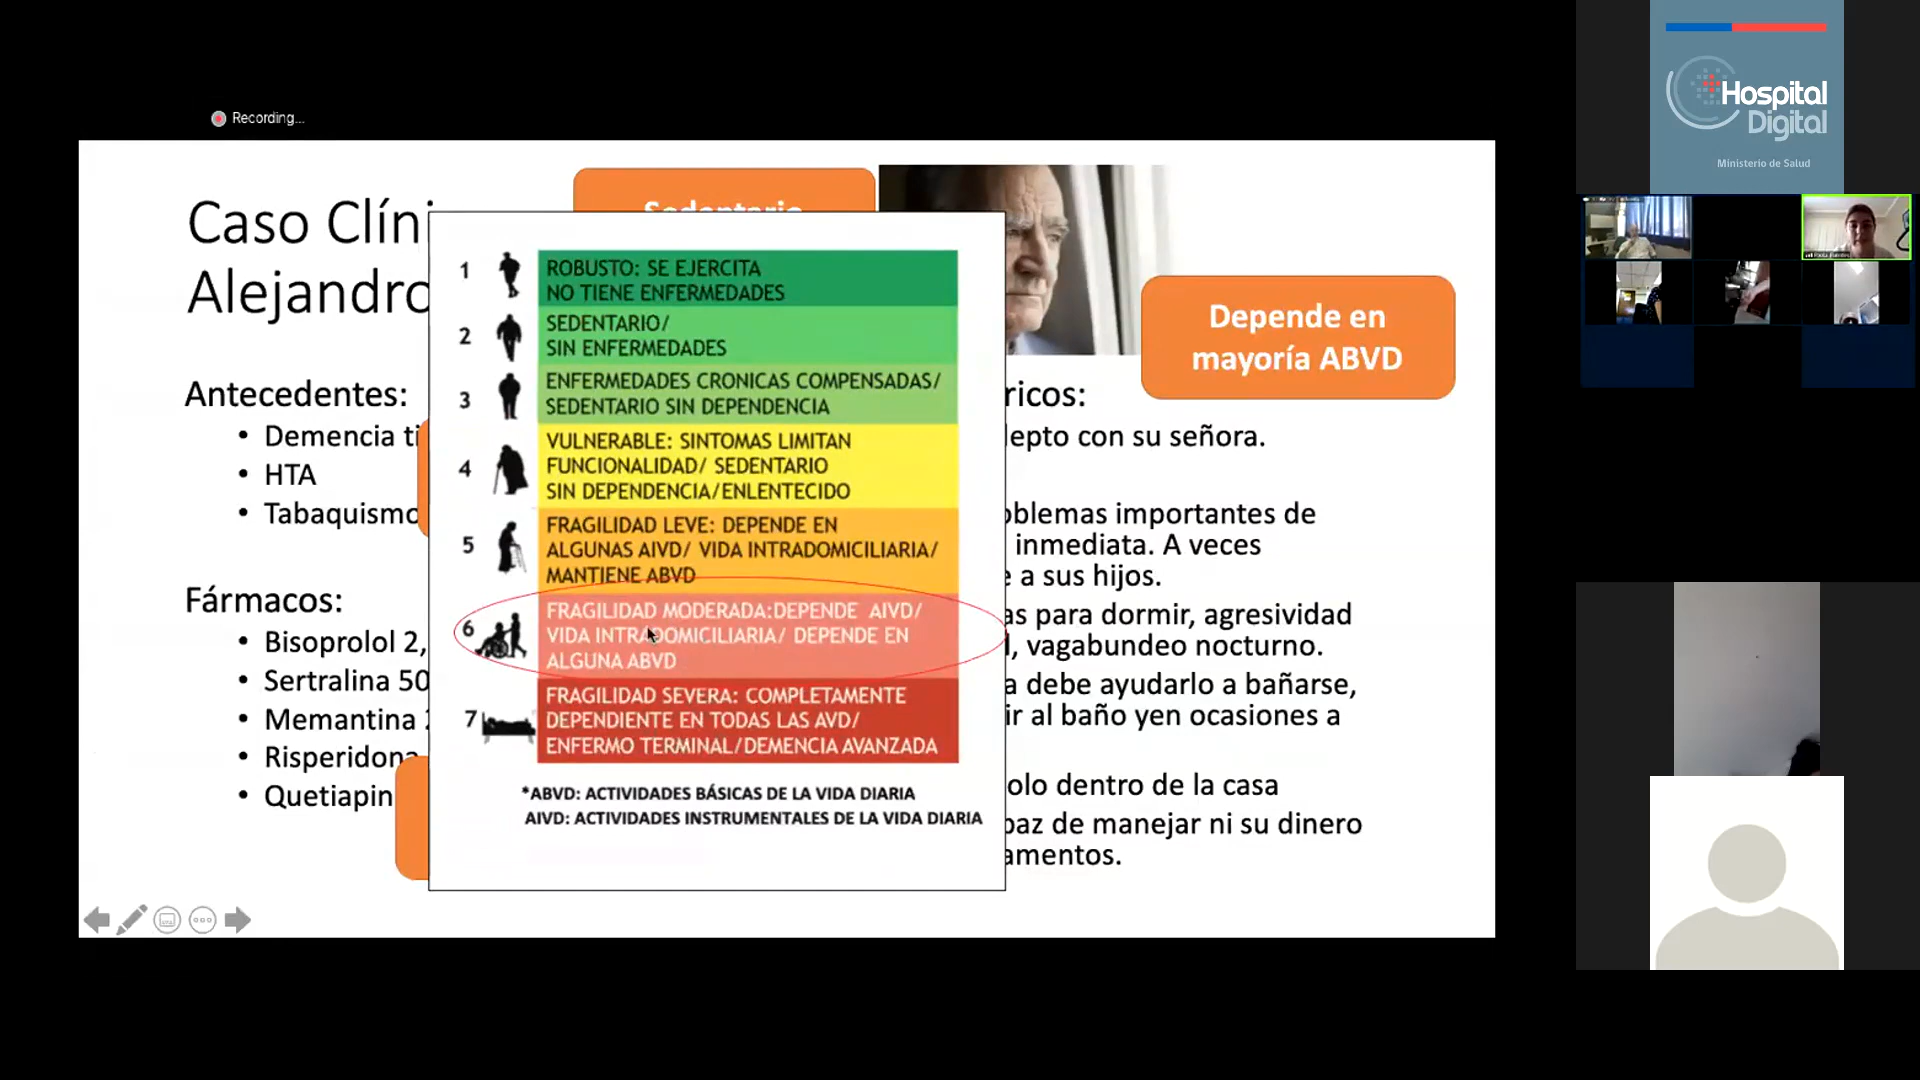 Recording...
Caso Clíni
Alejandro
Sedentario
Depende en
mayoría ABVD
Antecedentes:
• Demencia ti
• HTA
• Tabaquismo
Fármacos:
• Bisoprolol 2,
• Sertralina 50
• Memantina
• Risperidona
• Quetiapin
1
ROBUSTO: SE EJERCITA
NO TIENE ENFERMEDADES
2
SEDENTARIO/
SIN ENFERMEDADES
3
ENFERMEDADES CRONICAS COMPENSADAS/
SEDENTARIO SIN DEPENDENCIA
4
VULNERABLE: SINTOMAS LIMITAN
FUNCIONALIDAD/ SEDENTARIO
SIN DEPENDENCIA/ENLENTECIDO
5
FRAGILIDAD LEVE: DEPENDE EN
ALGUNAS AIVD/ VIDA INTRADOMICILIARIA/
MANTIENE ABVD
6
FRAGILIDAD MODERADA:DEPENDE AIVD/
VIDA INTRADOMICILIARIA/ DEPENDE EN
ALGUNA ABVD
7
FRAGILIDAD SEVERA: COMPLETAMENTE
DEPENDIENTE EN TODAS LAS AVD/
ENFERMO TERMINAL/DEMENCIA AVANZADA
*ABVD: ACTIVIDADES BÁSICAS DE LA VIDA DIARIA
AIVD: ACTIVIDADES INSTRUMENTALES DE LA VIDA DIARIA
ricos:
depto con su señora.
oblemas importantes de
inmediata. A veces
e a sus hijos.
as para dormir, agresividad
l, vagabundeo nocturno.
a debe ayudarlo a bañarse,
ir al baño yen ocasiones a
olo dentro de la casa
paz de manejar ni su dinero
amentos.
Hospital
Digital
Ministerio de Salud